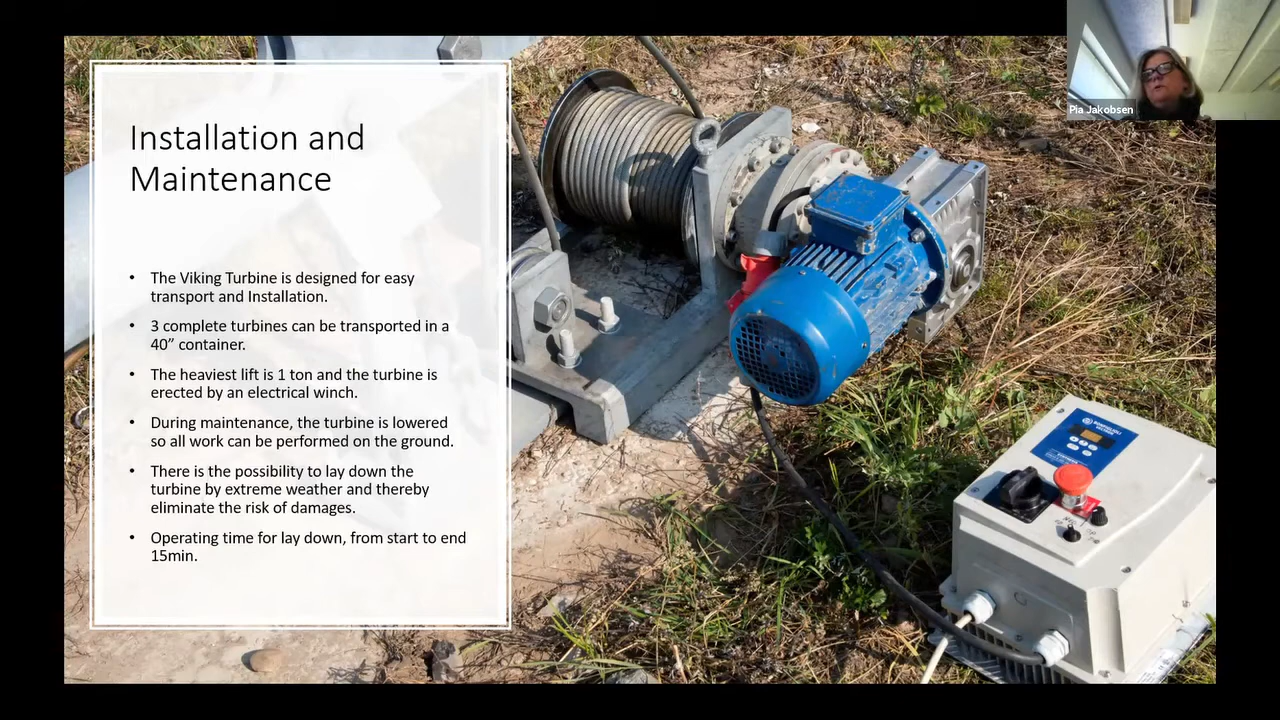 Pia Jakobsen
Installation and
Maintenance
• The Viking Turbine is designed for easy
transport and Installation.
• 3 complete turbines can be transported in a
40” container.
• The heaviest lift is 1 ton and the turbine is
erected by an electrical winch.
• During maintenance, the turbine is lowered
so all work can be performed on the ground.
• There is the possibility to lay down the
turbine by extreme weather and thereby
eliminate the risk of damages.
• Operating time for lay down, from start to end
15min.